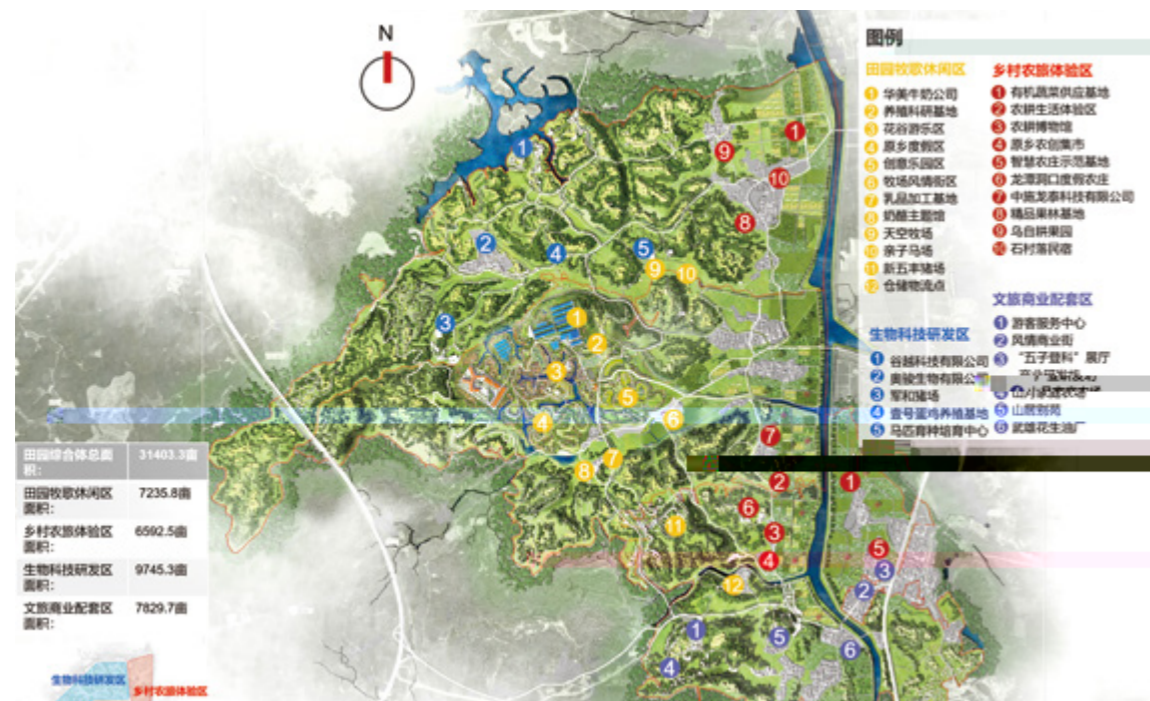 N
图例
田园牧歌休闲区
1 华美牛奶公司
2 养殖科研基地
3 花谷游乐区
4 原乡度假区
5 创意乐园区
6 牧场风情街区
7 乳品加工基地
8 奶酪主题馆
9 天空牧场
10 亲子马场
11 新五丰猪场
12 仓储物流点
乡村农旅体验区
1 有机蔬菜供应基地
2 农耕生活体验区
3 农耕博物馆
4 原乡农创集市
5 智慧农庄示范基地
6 龙潭洞口度假农庄
7 中施龙泰科技有限公司
8 精品果林基地
9 乌自耕果园
10 石村落民宿
生物科技研发区
1 谷越科技有限公司
2 奥骏生物有限公司
3 军和猪场
4 壹号蛋鸡养殖基地
5 马匹育种培育中心
文旅商业配套区
1 游客服务中心
2 风情商业街
3 “五子登科”展厅
5 山居别苑
6 武雄花生油厂
田园综合体总面积： 31403.3亩
田园牧歌休闲区面积： 7235.8亩
乡村农旅体验区面积： 6592.5亩
生物科技研发区面积： 9745.3亩
文旅商业配套区面积： 7829.7亩
生物科技研发区
乡村农旅体验区